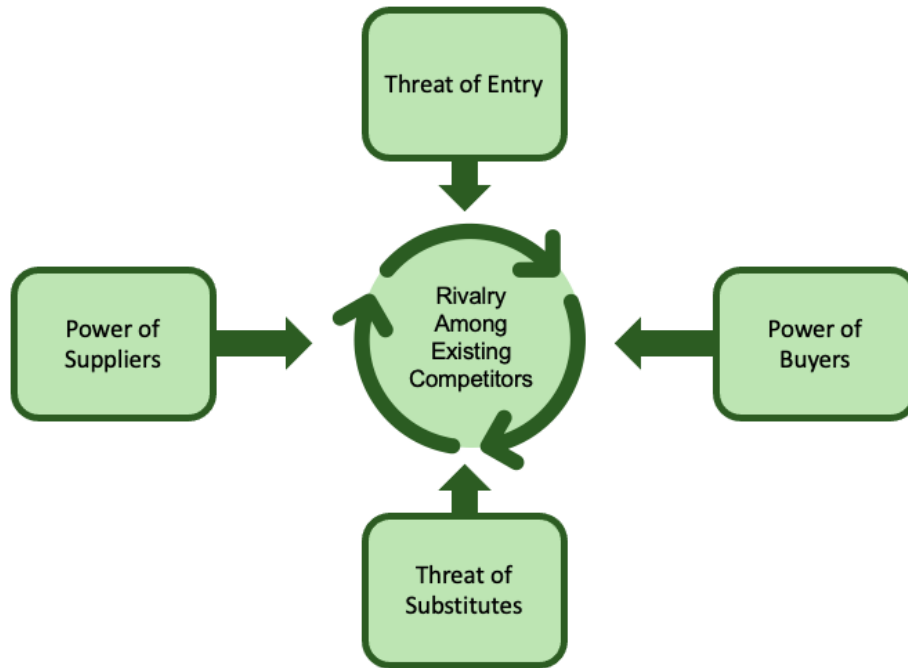 Threat of Entry
Power of
Suppliers
Rivalry
Among
Existing
Competitors
Power of
Buyers
Threat of
Substitutes